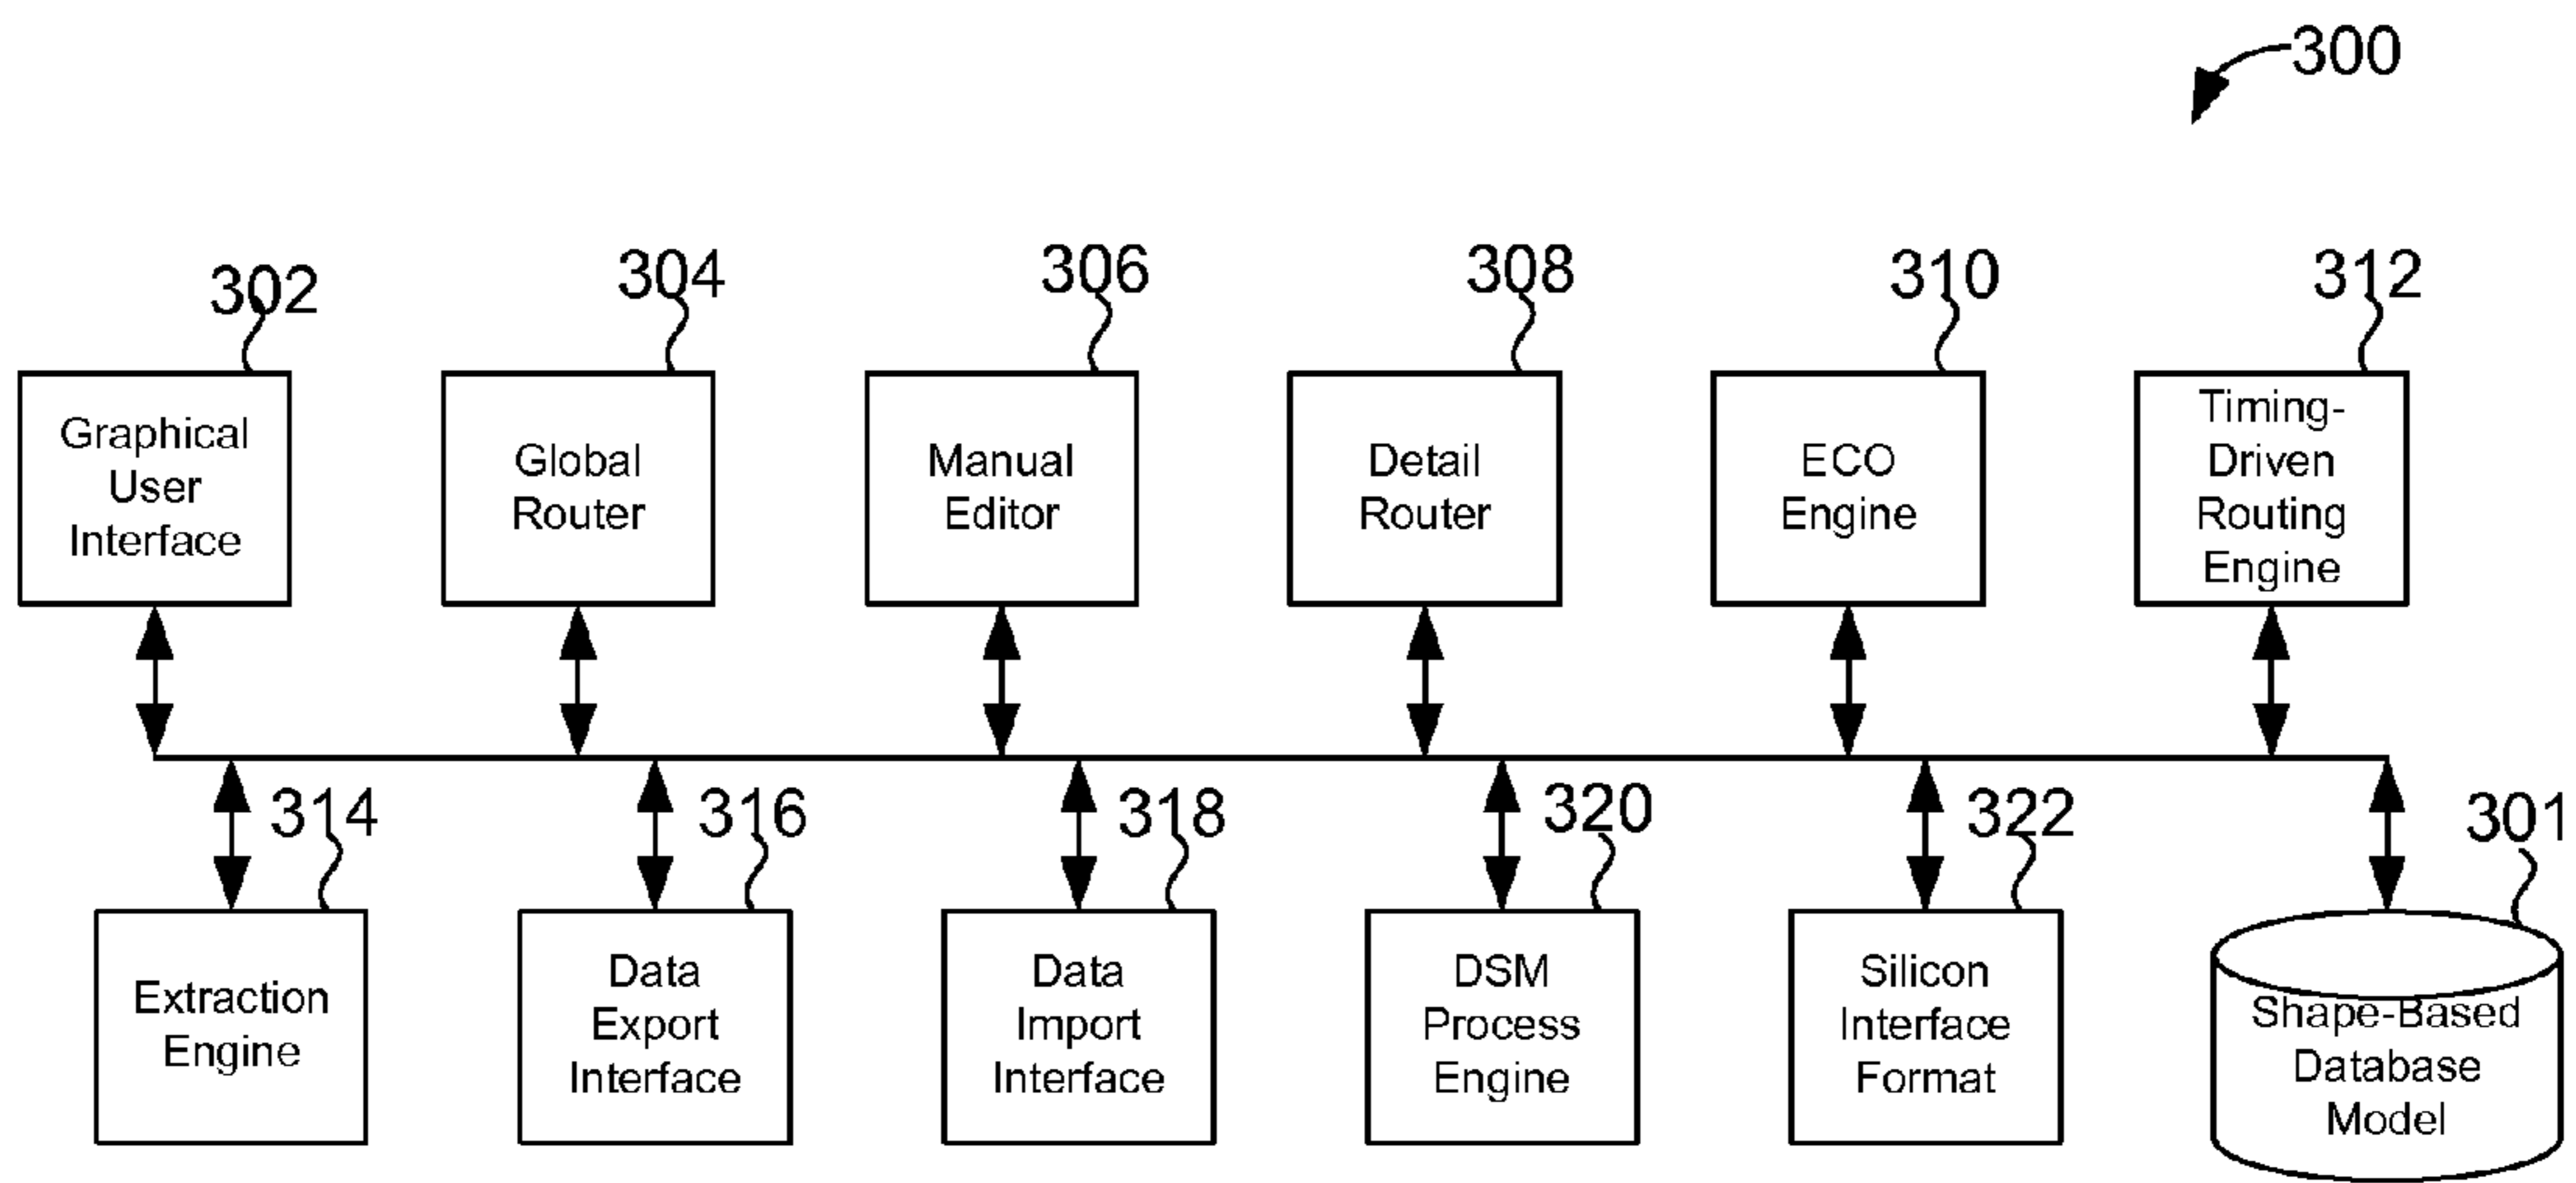 300
302
304
306
308
310
312
Graphical
User
Interface
Global
Router
Manual
Editor
Detail
Router
ECO
Engine
Timing-
Driven
Routing
Engine
314
316
318
320
322
301
Extraction
Engine
Data
Export
Interface
Data
Import
Interface
DSM
Process
Engine
Silicon
Interface
Format
Shape-Based
Database
Model